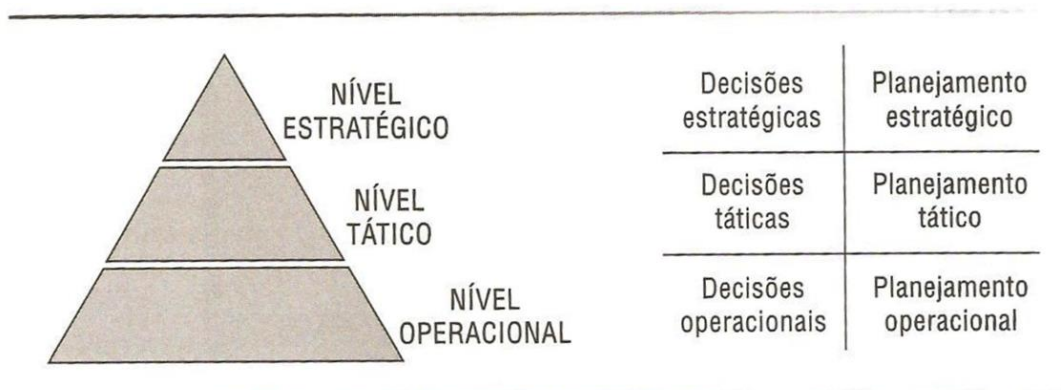 NÍVEL
ESTRATÉGICO
Decisões
estratégicas
Planejamento
estratégico
NÍVEL
TÁTICO
Decisões
táticas
Planejamento
tático
NÍVEL
OPERACIONAL
Decisões
operacionais
Planejamento
operacional